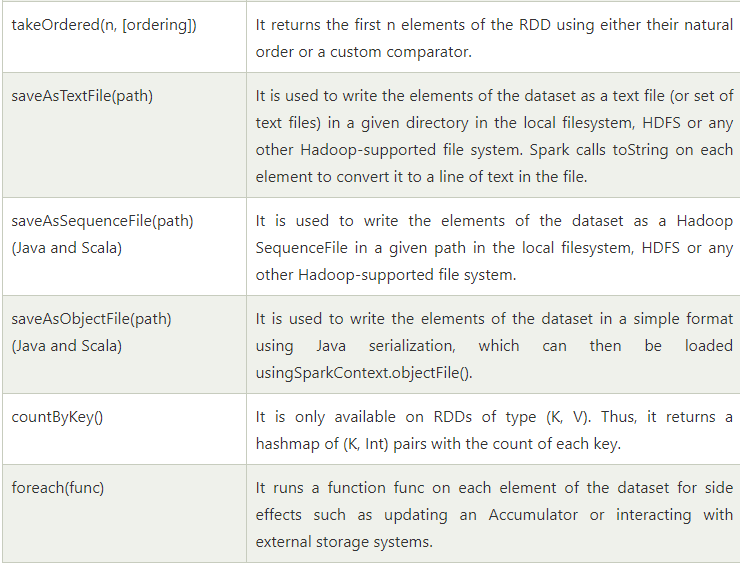 takeOrdered(n, [ordering])
It returns the first n elements of the RDD using either their natural
order or a custom comparator.
saveAsTextFile(path)
It is used to write the elements of the dataset as a text file (or set of
text files) in a given directory in the local filesystem, HDFS or any
other Hadoop-supported file system. Spark calls toString on each
element to convert it to a line of text in the file.
saveAsSequenceFile(path)
(Java and Scala)
It is used to write the elements of the dataset as a Hadoop
SequenceFile in a given path in the local filesystem, HDFS or any
other Hadoop-supported file system.
saveAsObjectFile(path)
(Java and Scala)
It is used to write the elements of the dataset in a simple format
using Java serialization, which can then be loaded
usingSparkContext.objectFile().
countByKey()
It is only available on RDDs of type (K, V). Thus, it returns a
hashmap of (K, Int) pairs with the count of each key.
foreach(func)
It runs a function func on each element of the dataset for side
effects such as updating an Accumulator or interacting with
external storage systems.